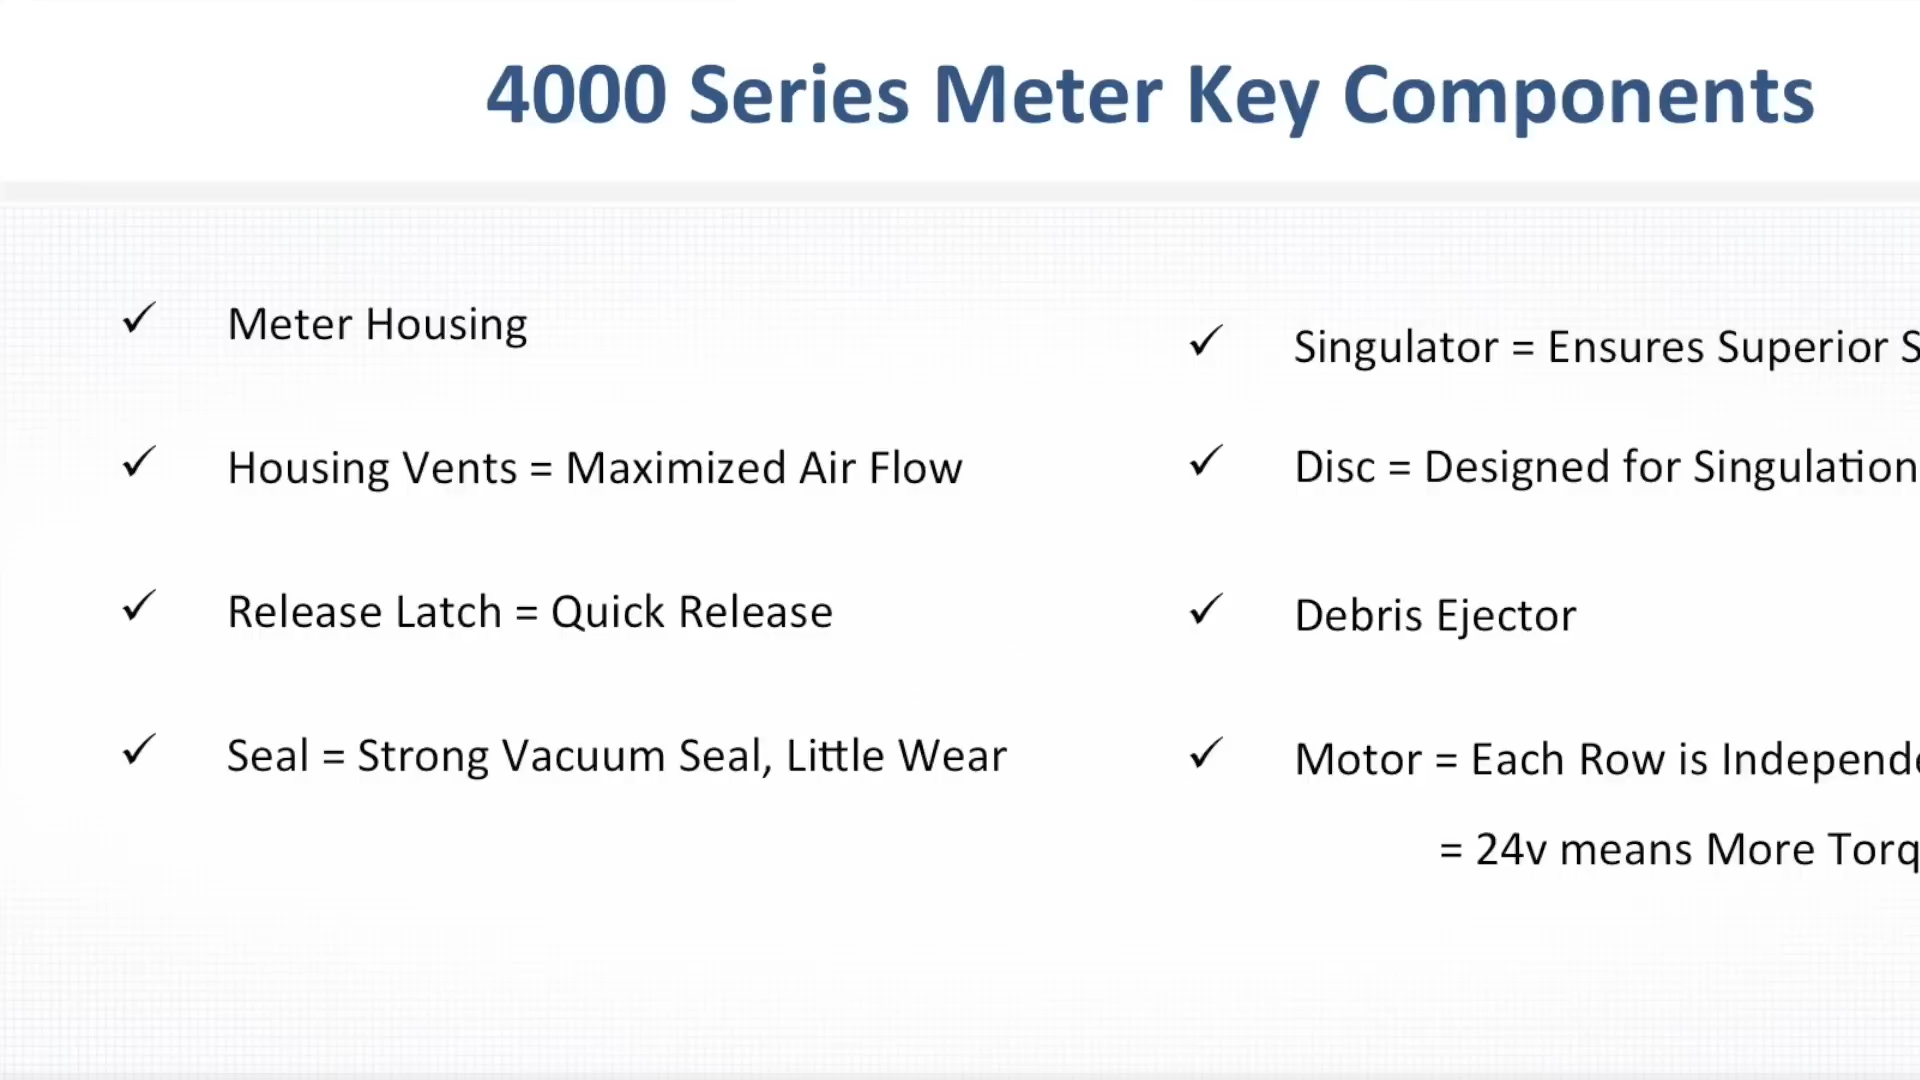 4000 Series Meter Key Components
✓ Meter Housing
✓ Housing Vents = Maximized Air Flow
✓ Release Latch = Quick Release
✓ Seal = Strong Vacuum Seal, Little Wear
✓ Singulator = Ensures Superior
✓ Disc = Designed for Singulation
✓ Debris Ejector
✓ Motor = Each Row is
= 24v means More